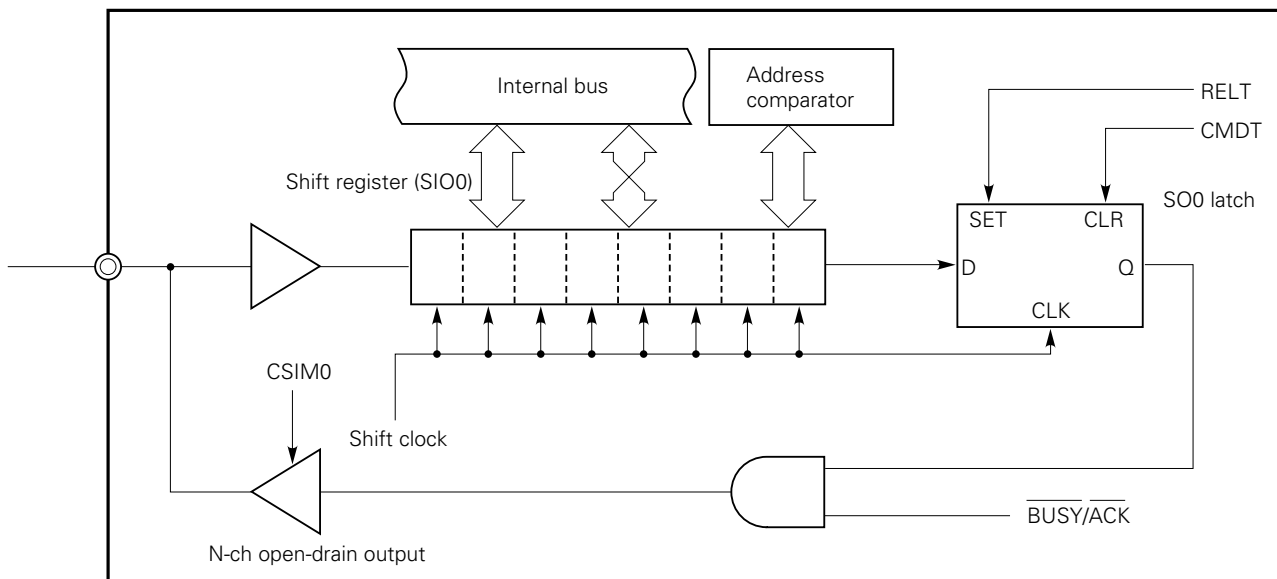 Internal bus
Address
comparator
RELT
CMDT
Shift register (SIO0)
SO0 latch
SET
CLR
D
Q
CLK
CSIM0
Shift clock
BUSY/ACK
N-ch open-drain output